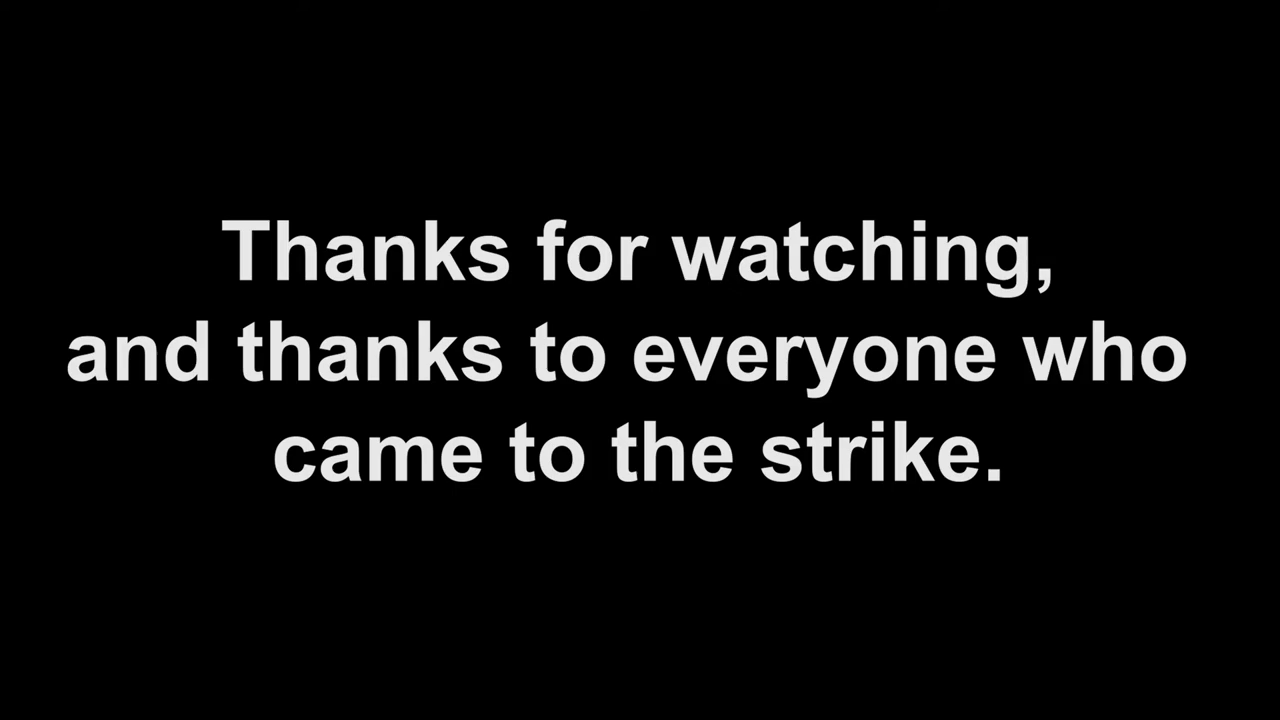 Thanks for watching,
and thanks to everyone who
came to the strike.